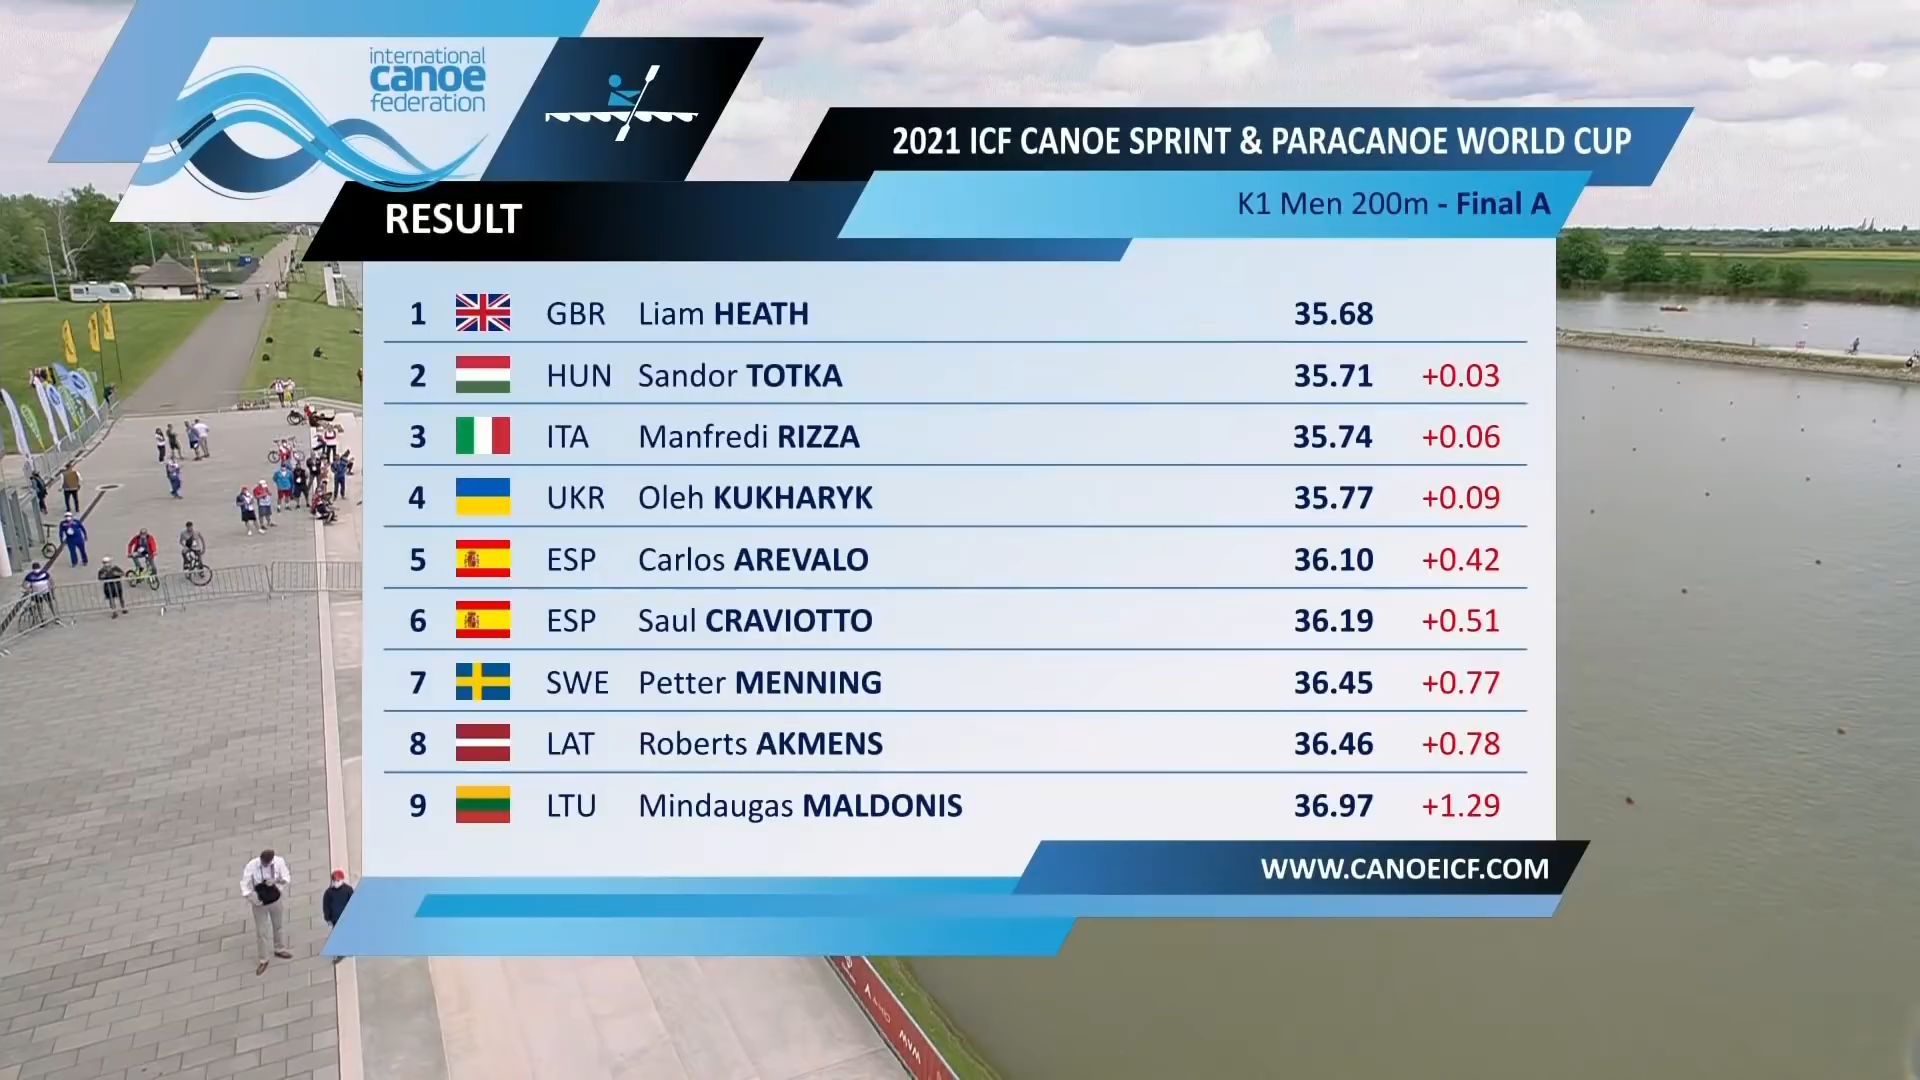 international
canoe
federation
2021 ICF CANOE SPRINT & PARACANOE WORLD CUP
K1 Men 200m - Final A
RESULT
1 GBR Liam HEATH 35.68
2 HUN Sandor TOTKA 35.71 +0.03
3 ITA Manfredi RIZZA 35.74 +0.06
4 UKR Oleh KUKHARYK 35.77 +0.09
5 ESP Carlos AREVALO 36.10 +0.42
6 ESP Saul CRAVIOTTO 36.19 +0.51
7 SWE Petter MENNING 36.45 +0.77
8 LAT Roberts AKMENS 36.46 +0.78
9 LTU Mindaugas MALDONIS 36.97 +1.29
WWW.CANOEICF.COM